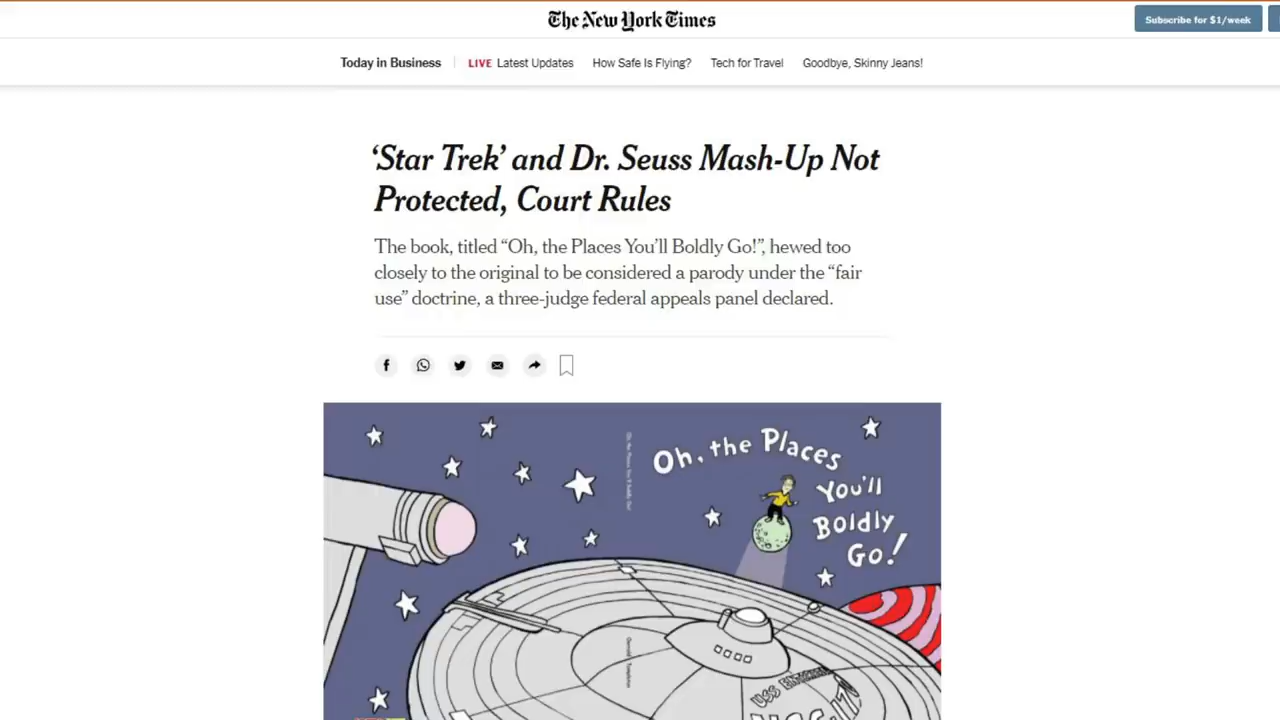 The New York Times
Subscribe for $1/week
Today in Business
LIVE Latest Updates
How Safe Is Flying?
Tech for Travel
Goodbye, Skinny Jeans!
‘Star Trek’ and Dr. Seuss Mash-Up Not
Protected, Court Rules
The book, titled “Oh, the Places You’ll Boldly Go!”, hewed too
closely to the original to be considered a parody under the “fair
use” doctrine, a three-judge federal appeals panel declared.
Oh, the Places
You'll
Boldly
Go!
USS ENTERPRISE